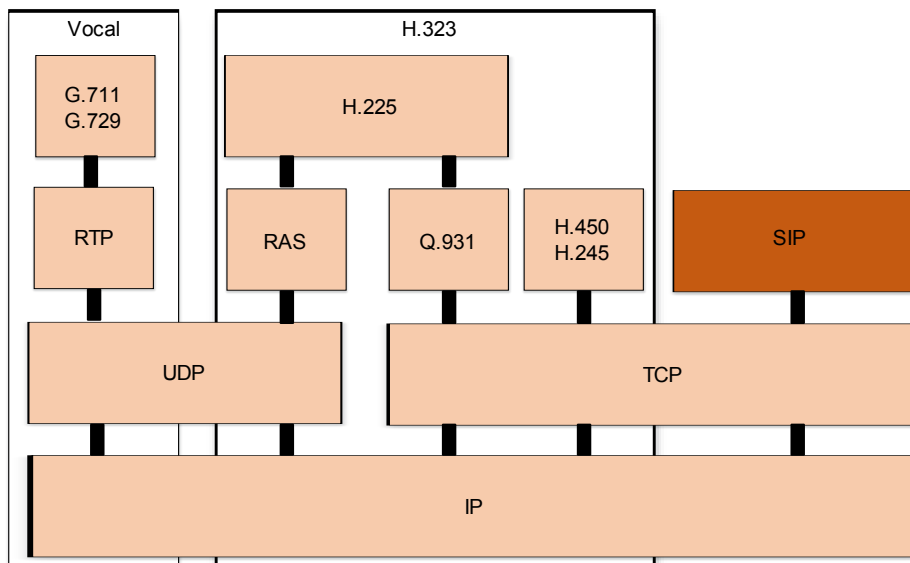 Vocal
H.323
G.711
G.729
H.225
RTP
RAS
Q.931
H.450
H.245
SIP
UDP
TCP
IP